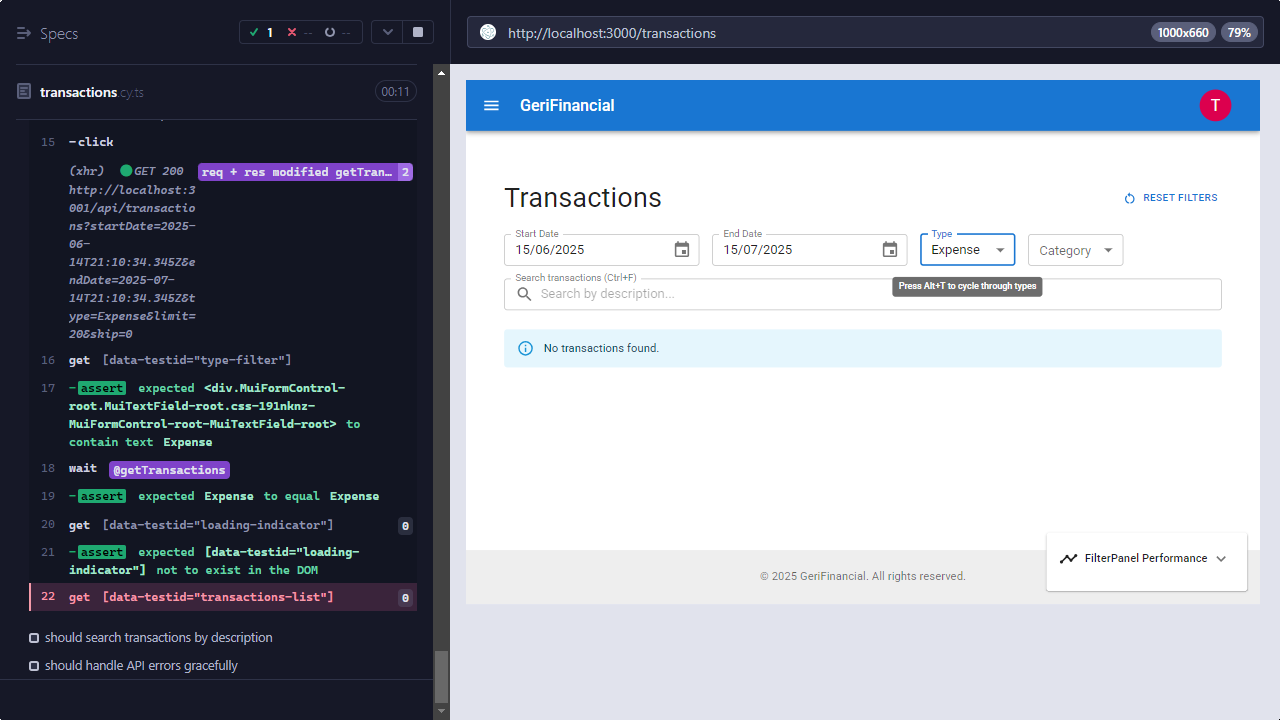 Specs
1
--
--
transactions.cy.ts
00:11
15 -click
(xhr) GET 200 req + res modified getTran… 2
http://localhost:3
001/api/transactio
ns?startDate=2025-
06-
14T21:10:34.345Z&e
ndDate=2025-07-
14T21:10:34.345Z&t
ype=Expense&limit=
20&skip=0
16 get [data-testid="type-filter"]
17 -assert expected <div.MuiFormControl-
root.MuiTextField-root.css-191nknz-
MuiFormControl-root-MuiTextField-root> to
contain text Expense
18 wait @getTransactions
19 -assert expected Expense to equal Expense
20 get [data-testid="loading-indicator"] 0
21 -assert expected [data-testid="loading-
indicator"] not to exist in the DOM
22 get [data-testid="transactions-list"] 0
should search transactions by description
should handle API errors gracefully
http://localhost:3000/transactions
1000x660
79%
GeriFinancial
T
Transactions
RESET FILTERS
Start Date
15/06/2025
End Date
15/07/2025
Type
Expense
Category
Press Alt+T to cycle through types
Search transactions (Ctrl+F)
Search by description...
No transactions found.
FilterPanel Performance
© 2025 GeriFinancial. All rights reserved.